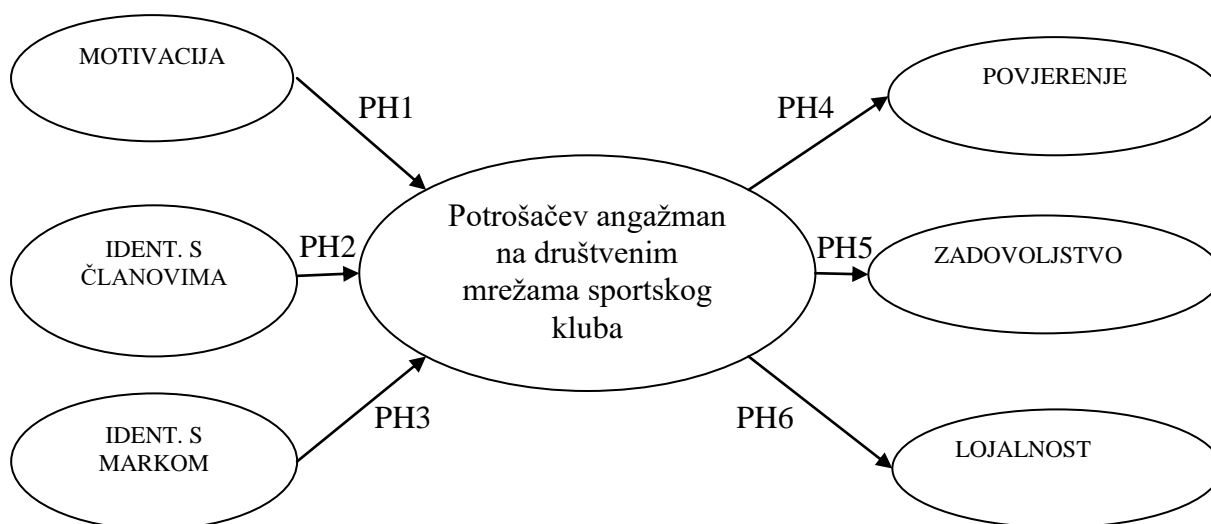 MOTIVACIJA
PH1
IDENT. S
ČLANOVIMA
PH2
IDENT. S
MARKOM
PH3
Potrošačev angažman
na društvenim
mrežama sportskog
kluba
PH4
POVJERENJE
PH5
ZADOVOLJSTVO
PH6
LOJALNOST